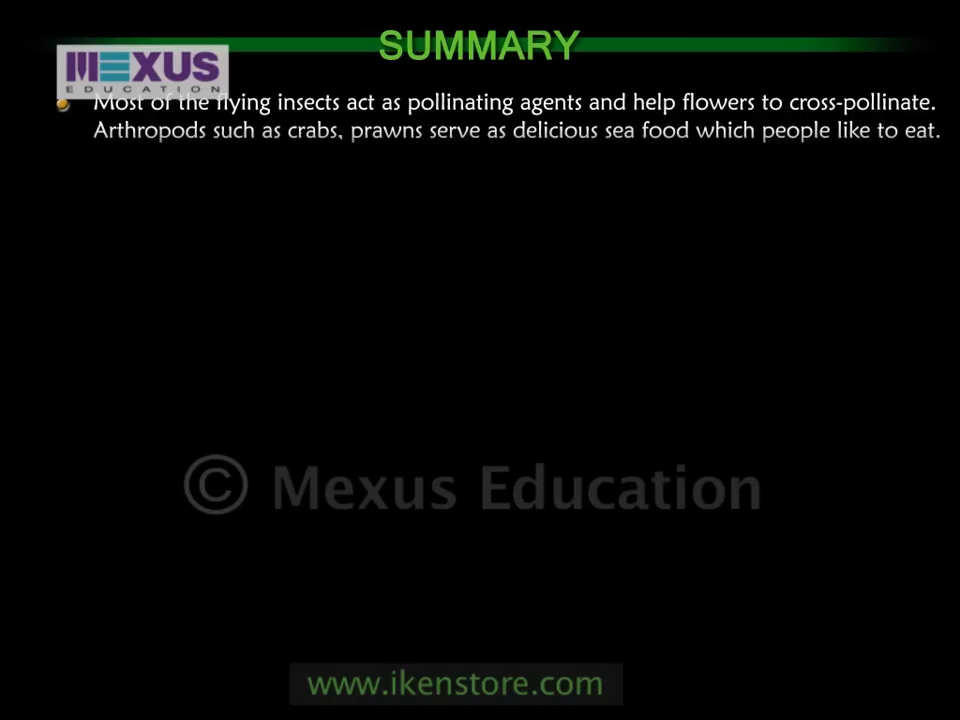 SUMMARY
MEXUS
EDUCATION
Most of the flying insects act as pollinating agents and help flowers to cross-pollinate.
Arthropods such as crabs, prawns serve as delicious sea food which people like to eat.
© Mexus Education
www.ikenstore.com